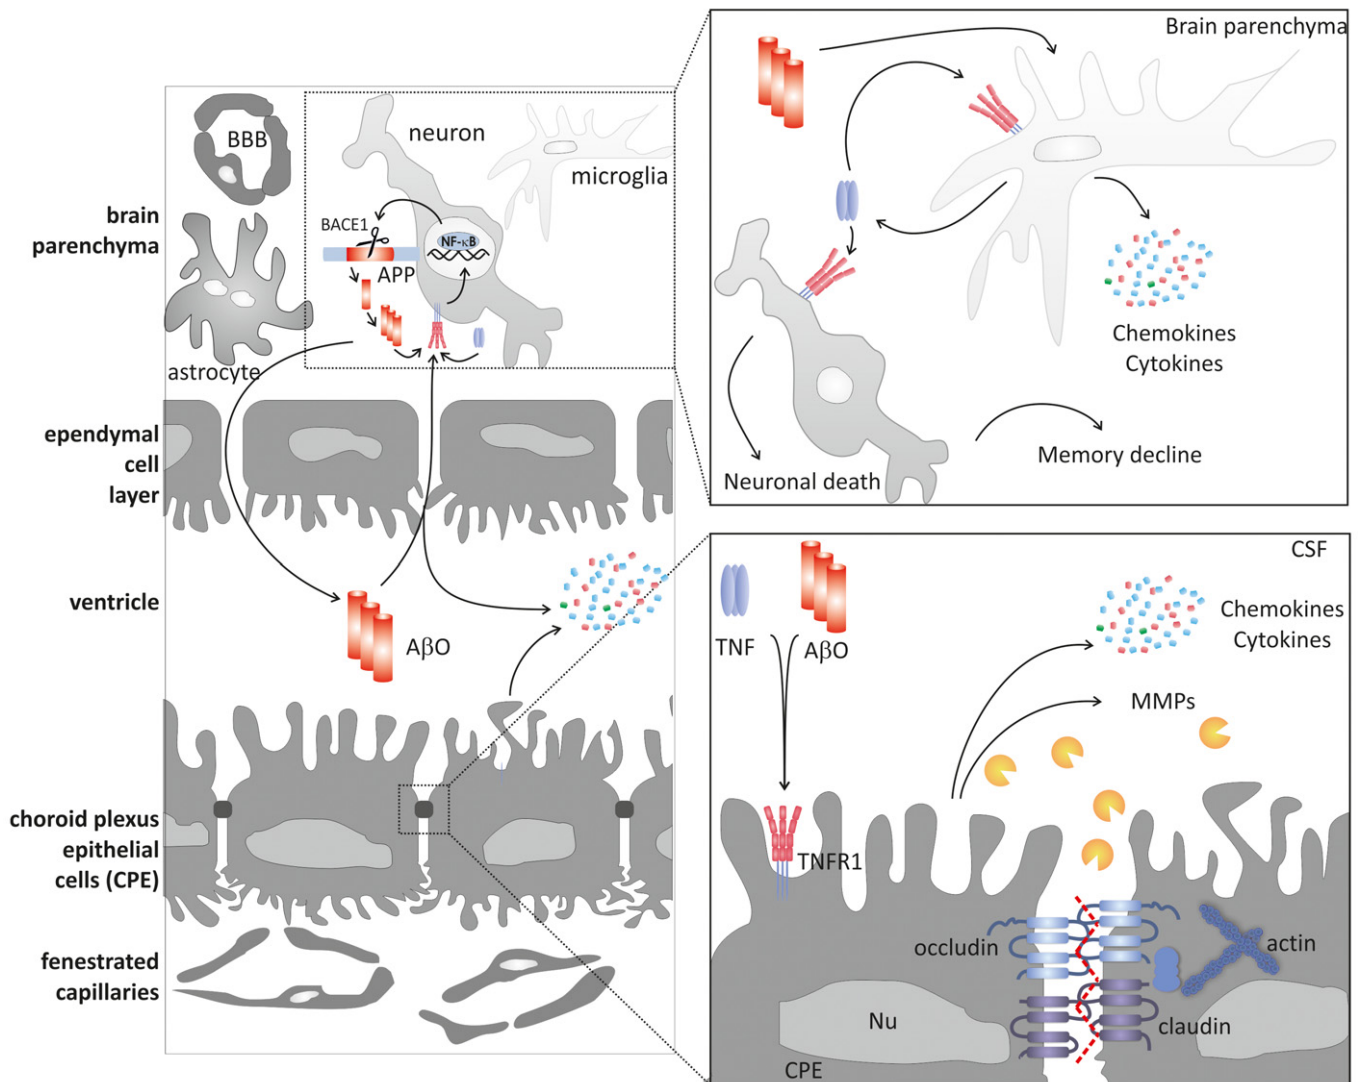 BBB
neuron
microglia
brain
parenchyma
BACE1
NF-κB
APP
astrocyte
ependymal
cell
layer
ventricle
AβO
choroid plexus
epithelial
cells (CPE)
fenestrated
capillaries
Brain parenchyma
Chemokines
Cytokines
Memory decline
Neuronal death
CSF
TNF
AβO
Chemokines
Cytokines
MMPs
TNFR1
occludin
actin
Nu
claudin
CPE